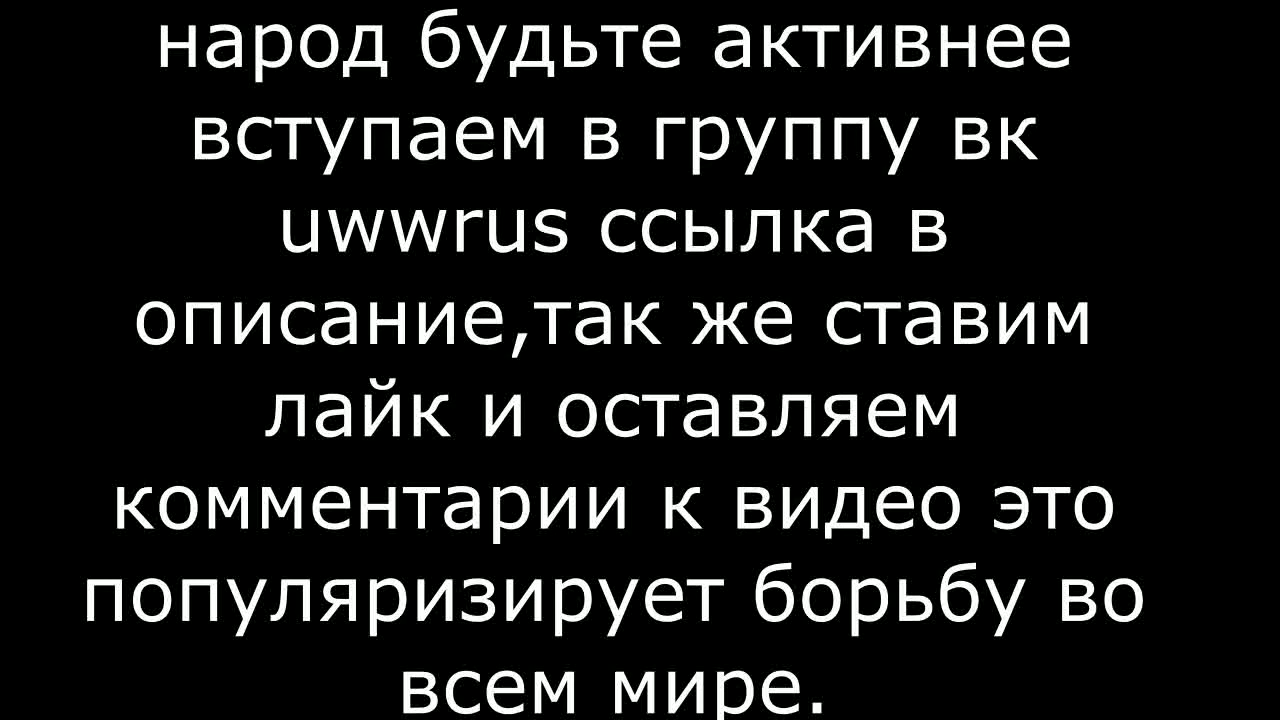 народ будьте активнее
вступаем в группу вк
uwwrus ссылка в
описание,так же ставим
лайк и оставляем
комментарии к видео это
популяризирует борьбу во
всем мире.